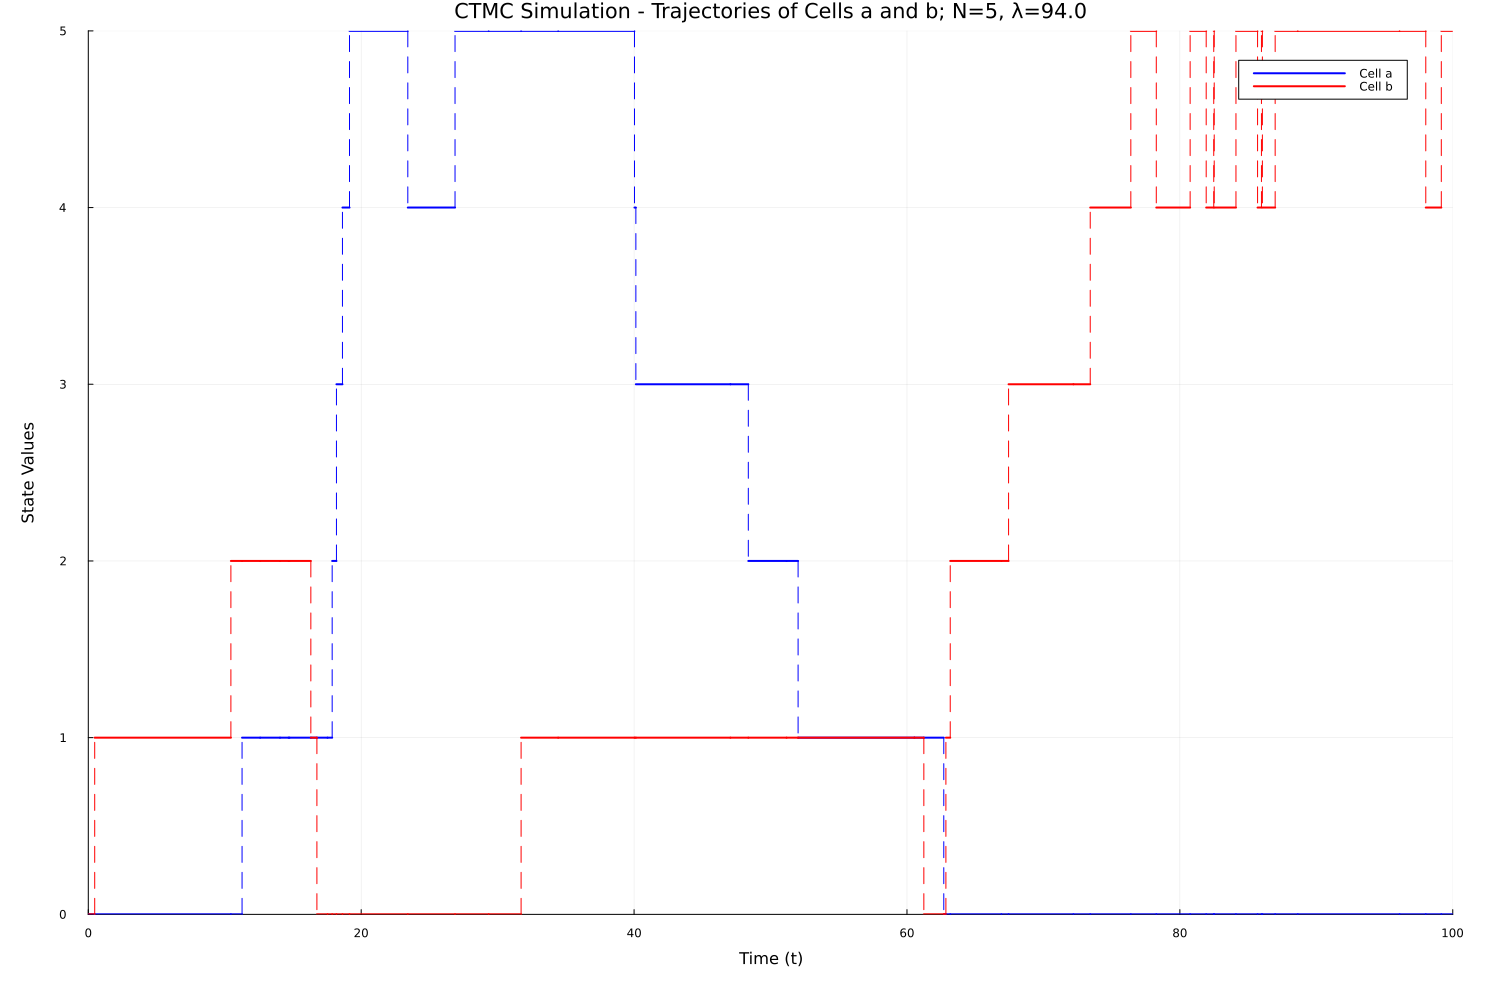 CTMC Simulation - Trajectories of Cells a and b; N=5, λ=94.0
5
Cell a
Cell b
4
3
State Values
2
1
0
0 20 40 60 80 100
Time (t)